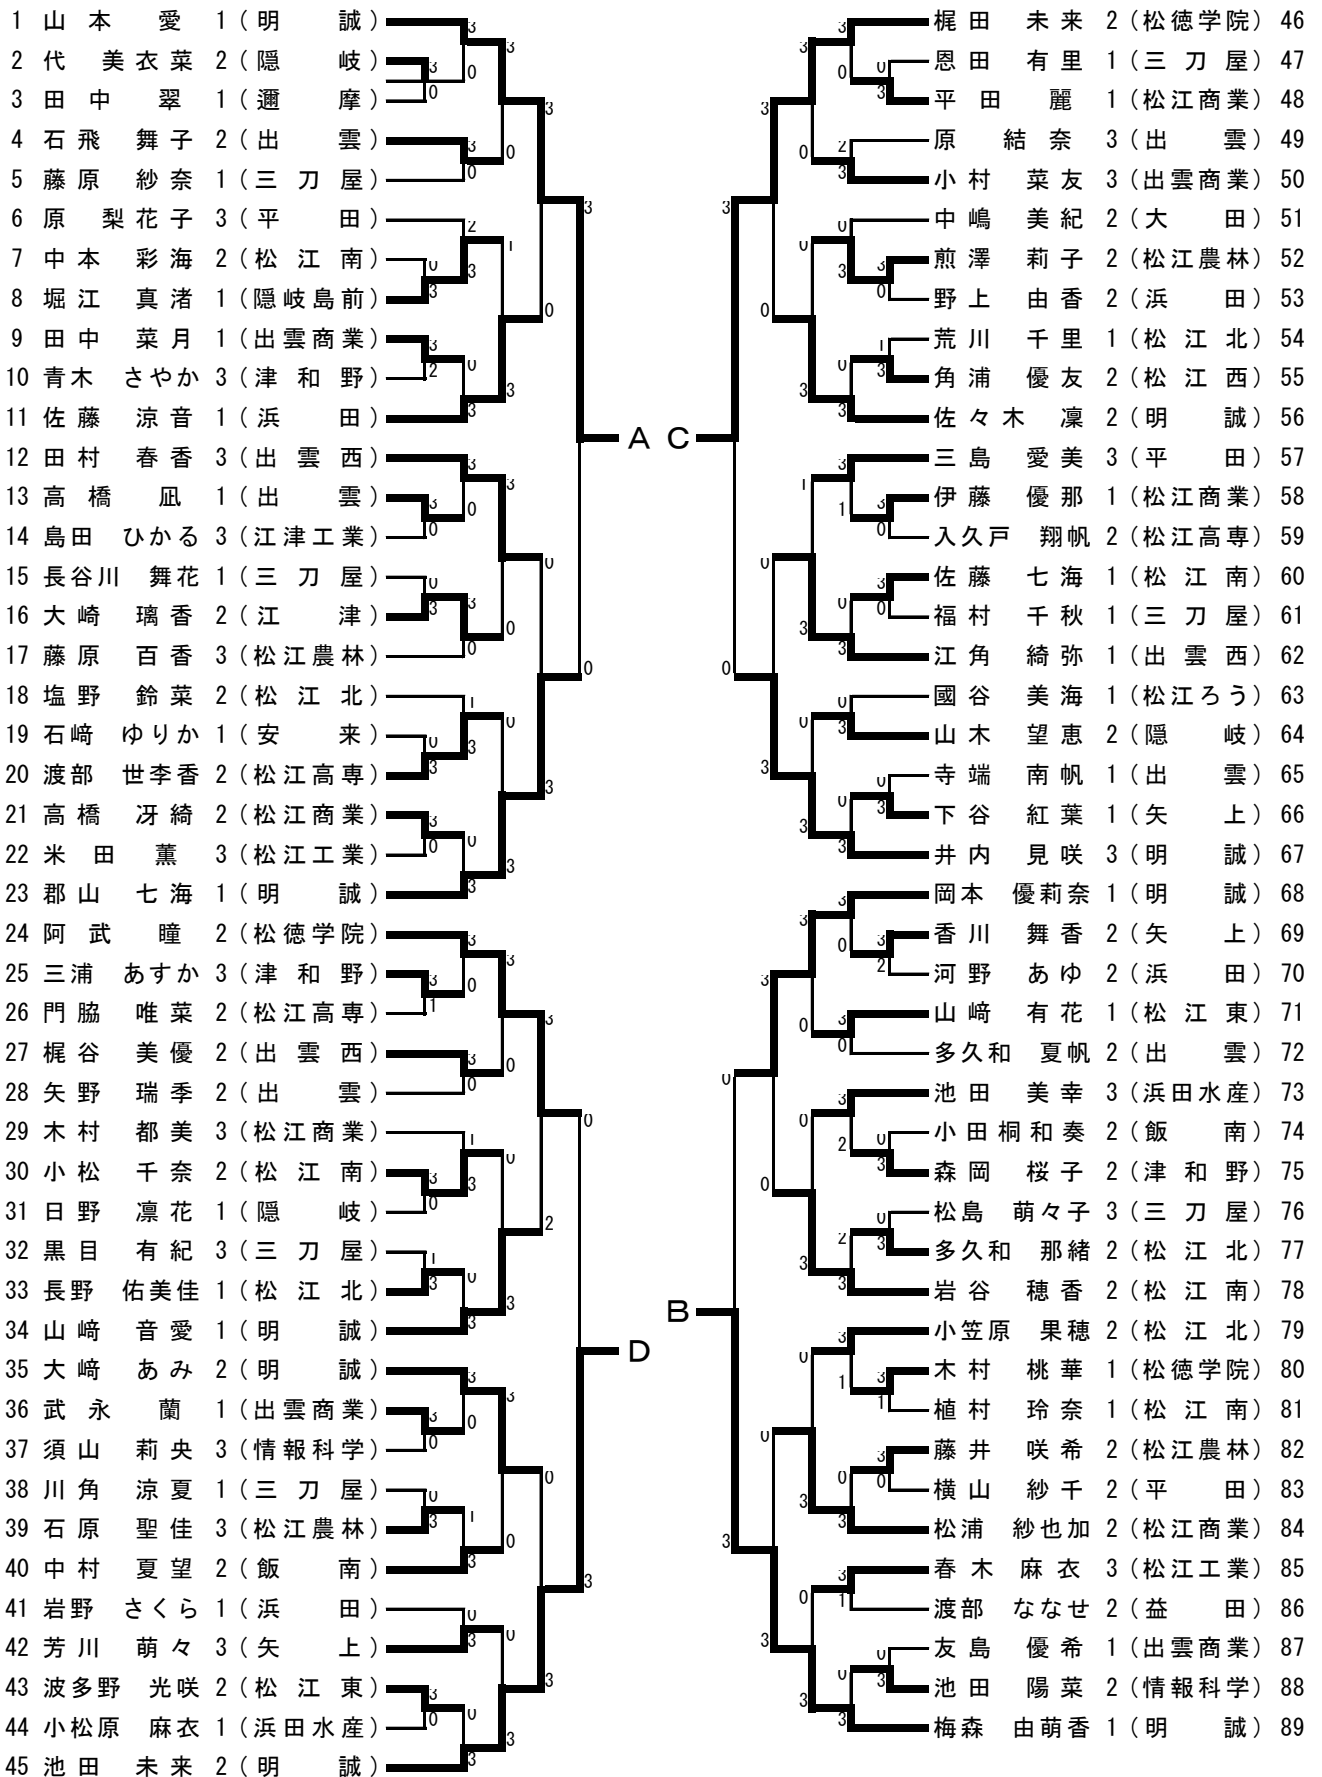 1 山本 愛 1（明 誠）
2 代 美衣菜 2（隠 岐）
3 田中 翠 1（邇 摩）
4 石飛 舞子 2（出 雲）
5 藤原 紗奈 1（三刀屋）
6 原 梨花子 3（平 田）
7 中本 彩海 2（松江南）
8 堀江 真渚 1（隠岐島前）
9 田中 菜月 1（出雲商業）
10 青木 さやか 3（津和野）
11 佐藤 涼音 1（浜 田）
12 田村 春香 3（出雲西）
13 高橋 凪 1（出 雲）
14 島田 ひかる 3（江津工業）
15 長谷川 舞花 1（三刀屋）
16 大崎 璃香 2（江 津）
17 藤原 百香 3（松江農林）
18 塩野 鈴菜 2（松江北）
19 石﨑 ゆりか 1（安 来）
20 渡部 世李香 2（松江高専）
21 高橋 冴綺 2（松江商業）
22 米田 薫 3（松江工業）
23 郡山 七海 1（明 誠）
24 阿武 瞳 2（松徳学院）
25 三浦 あすか 3（津和野）
26 門脇 唯菜 2（松江高専）
27 梶谷 美優 2（出雲西）
28 矢野 瑞季 2（出 雲）
29 木村 都美 3（松江商業）
30 小松 千奈 2（松江南）
31 日野 凛花 1（隠 岐）
32 黒目 有紀 3（三刀屋）
33 長野 佑美佳 1（松江北）
34 山﨑 音愛 1（明 誠）
35 大﨑 あみ 2（明 誠）
36 武永 蘭 1（出雲商業）
37 須山 莉央 3（情報科学）
38 川角 涼夏 1（三刀屋）
39 石原 聖佳 3（松江農林）
40 中村 夏望 2（飯 南）
41 岩野 さくら 1（浜 田）
42 芳川 萌々 3（矢 上）
43 波多野 光咲 2（松江東）
44 小松原 麻衣 1（浜田水産）
45 池田 未来 2（明 誠）
A C
B
D
梶田 未来 2（松徳学院）46
恩田 有里 1（三刀屋）47
平田 麗 1（松江商業）48
原 結奈 3（出 雲）49
小村 菜友 3（出雲商業）50
中嶋 美紀 2（大 田）51
煎澤 莉子 2（松江農林）52
野上 由香 2（浜 田）53
荒川 千里 1（松江北）54
角浦 優友 2（松江西）55
佐々木 凜 2（明 誠）56
三島 愛美 3（平 田）57
伊藤 優那 1（松江商業）58
入久戸 翔帆 2（松江高専）59
佐藤 七海 1（松江南）60
福村 千秋 1（三刀屋）61
江角 綺弥 1（出雲西）62
國谷 美海 1（松江ろう）63
山木 望恵 2（隠 岐）64
寺端 南帆 1（出 雲）65
下谷 紅葉 1（矢 上）66
井内 見咲 3（明 誠）67
岡本 優莉奈 1（明 誠）68
香川 舞香 2（矢 上）69
河野 あゆ 2（浜 田）70
山﨑 有花 1（松江東）71
多久和 夏帆 2（出 雲）72
池田 美幸 3（浜田水産）73
小田桐和奏 2（飯 南）74
森岡 桜子 2（津和野）75
松島 萌々子 3（三刀屋）76
多久和 那緒 2（松江北）77
岩谷 穂香 2（松江南）78
小笠原 果穂 2（松江北）79
木村 桃華 1（松徳学院）80
植村 玲奈 1（松江南）81
藤井 咲希 2（松江農林）82
横山 紗千 2（平 田）83
松浦 紗也加 2（松江商業）84
春木 麻衣 3（松江工業）85
渡部 ななせ 2（益 田）86
友島 優希 1（出雲商業）87
池田 陽菜 2（情報科学）88
梅森 由萌香 1（明 誠）89